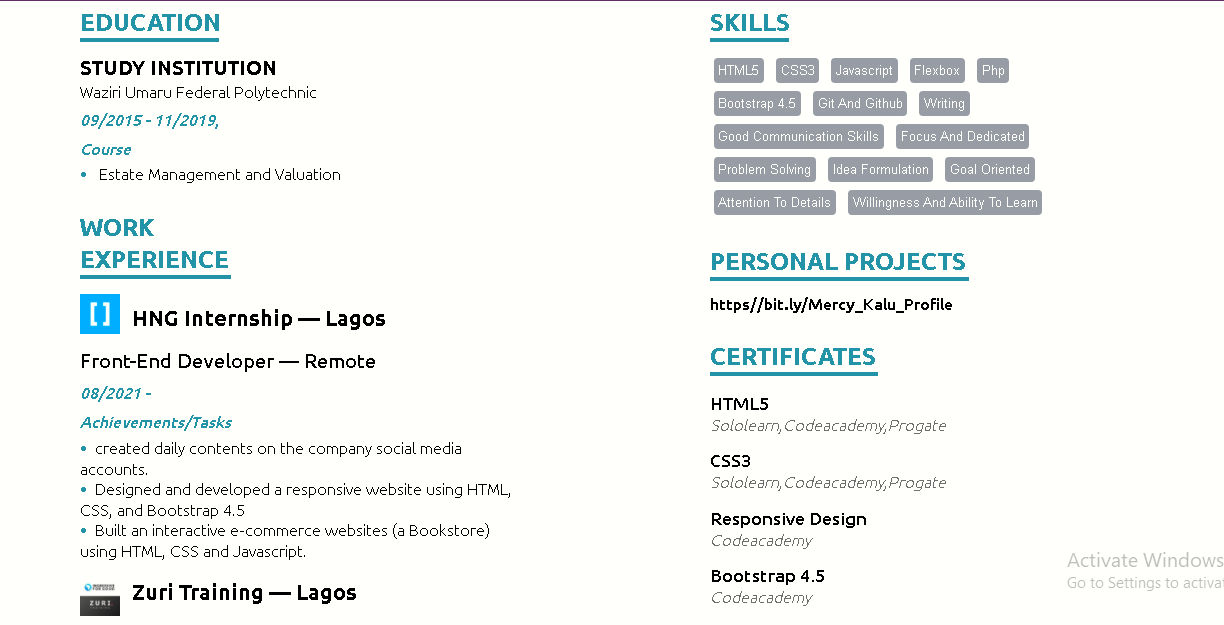 EDUCATION
STUDY INSTITUTION
Waziri Umaru Federal Polytechnic
09/2015 - 11/2019,
Course
• Estate Management and Valuation
WORK
EXPERIENCE
[ ] HNG Internship — Lagos
Front-End Developer — Remote
08/2021 -
Achievements/Tasks
• created daily contents on the company social media
accounts.
• Designed and developed a responsive website using HTML,
CSS, and Bootstrap 4.5
• Built an interactive e-commerce websites (a Bookstore)
using HTML, CSS and Javascript.
ZURI
Zuri Training — Lagos
SKILLS
HTML5 CSS3 Javascript Flexbox Php
Bootstrap 4.5 Git And Github Writing
Good Communication Skills Focus And Dedicated
Problem Solving Idea Formulation Goal Oriented
Attention To Details Willingness And Ability To Learn
PERSONAL PROJECTS
https//bit.ly/Mercy_Kalu_Profile
CERTIFICATES
HTML5
Sololearn,Codeacademy,Progate
CSS3
Sololearn,Codeacademy,Progate
Responsive Design
Codeacademy
Bootstrap 4.5
Codeacademy
Activate Windows
Go to Settings to activat